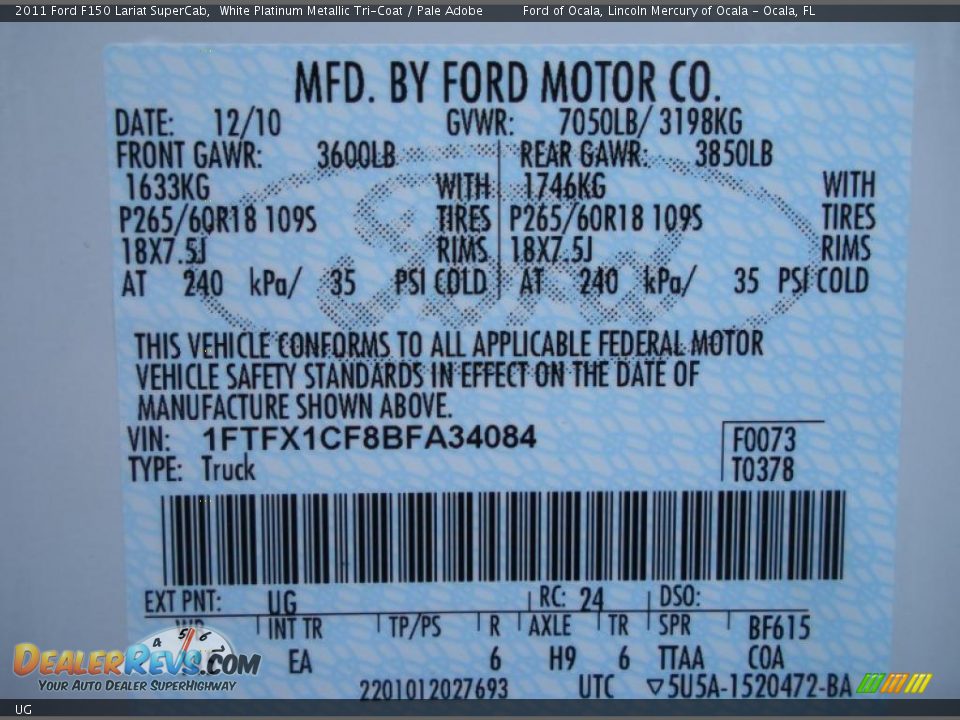 2011 Ford F150 Lariat SuperCab, White Platinum Metallic Tri-Coat / Pale Adobe Ford of Ocala, Lincoln Mercury of Ocala - Ocala, FL
MFD. BY FORD MOTOR CO.
DATE: 12/10 GVWR: 7050LB/ 3198KG
FRONT GAWR: 3600LB REAR GAWR: 3850LB
1633KG WITH 1746KG WITH
P265/60R18 109S TIRES P265/60R18 109S TIRES
18X7.5J RIMS 18X7.5J RIMS
AT 240 kPa/ 35 PSI COLD AT 240 kPa/ 35 PSI COLD
THIS VEHICLE CONFORMS TO ALL APPLICABLE FEDERAL MOTOR
VEHICLE SAFETY STANDARDS IN EFFECT ON THE DATE OF
MANUFACTURE SHOWN ABOVE.
VIN: 1FTFX1CF8BFA34084 F0073
TYPE: Truck T0378
EXT PNT: UG RC: 24 DSO:
WB INT TR TP/PS R AXLE TR SPR BF615
EA 6 H9 6 TTAA COA
2201012027693 UTC ▽5U5A-1520472-BA
4 5 6
DEALERREVS.COM
YOUR AUTO DEALER SUPERHIGHWAY
UG